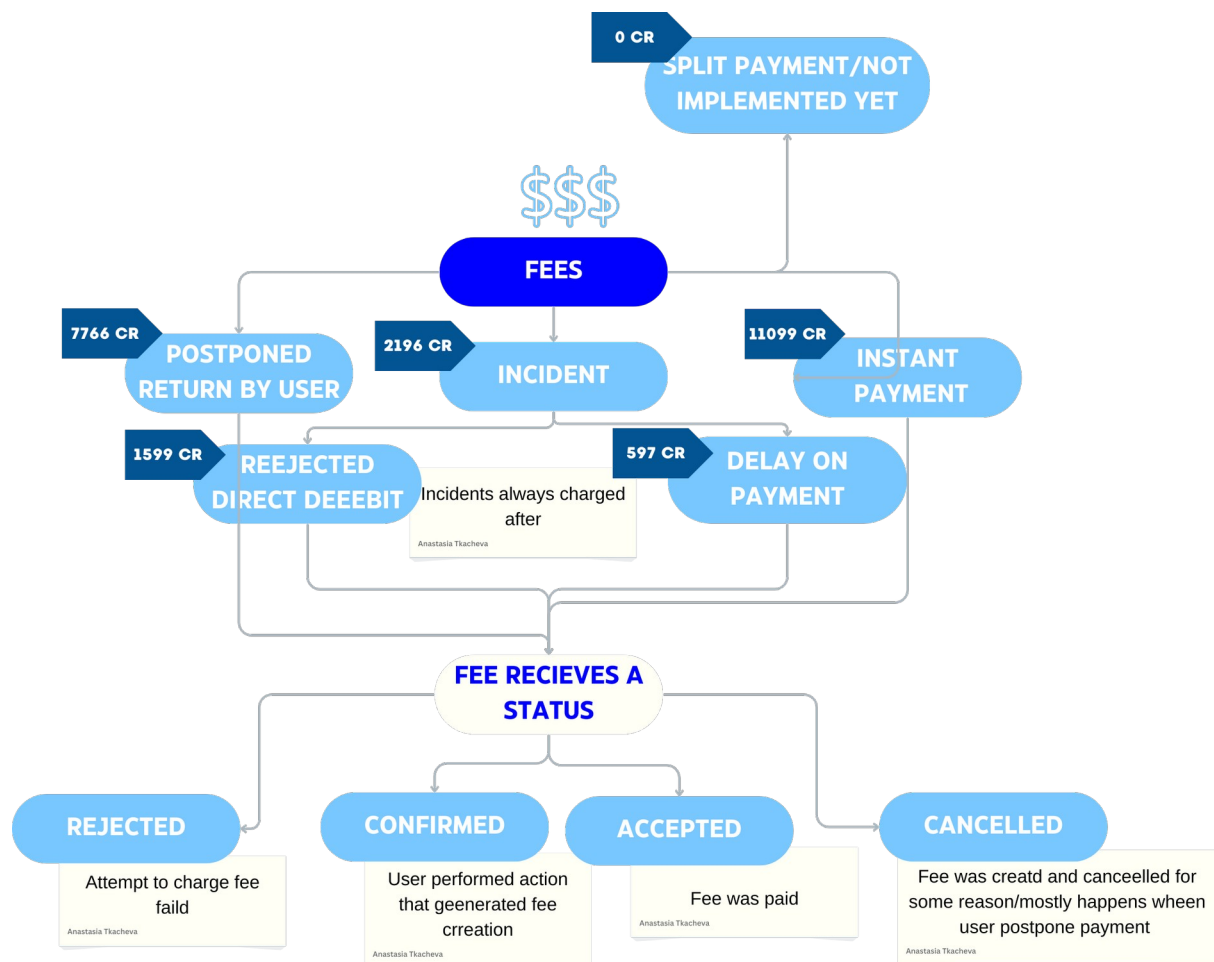 0 CR
SPLIT PAYMENT/NOT
IMPLEMENTED YET
$$$
FEES
7766 CR
POSTPONED
RETURN BY USER
2196 CR
INCIDENT
11099 CR
INSTANT
PAYMENT
1599 CR
REEJECTED
DIRECT DEEEBIT
Incidents always charged
after
Anastasia Tkacheva
597 CR
DELAY ON
PAYMENT
FEE RECIEVES A
STATUS
REJECTED
Attempt to charge fee
faild
Anastasia Tkacheva
CONFIRMED
User performed action
that geenerated fee
crreation
Anastasia Tkacheva
ACCEPTED
Fee was paid
Anastasia Tkacheva
CANCELLED
Fee was creatd and canceelled for
some reason/mostly happens wheen
user postpone payment
Anastasia Tkacheva